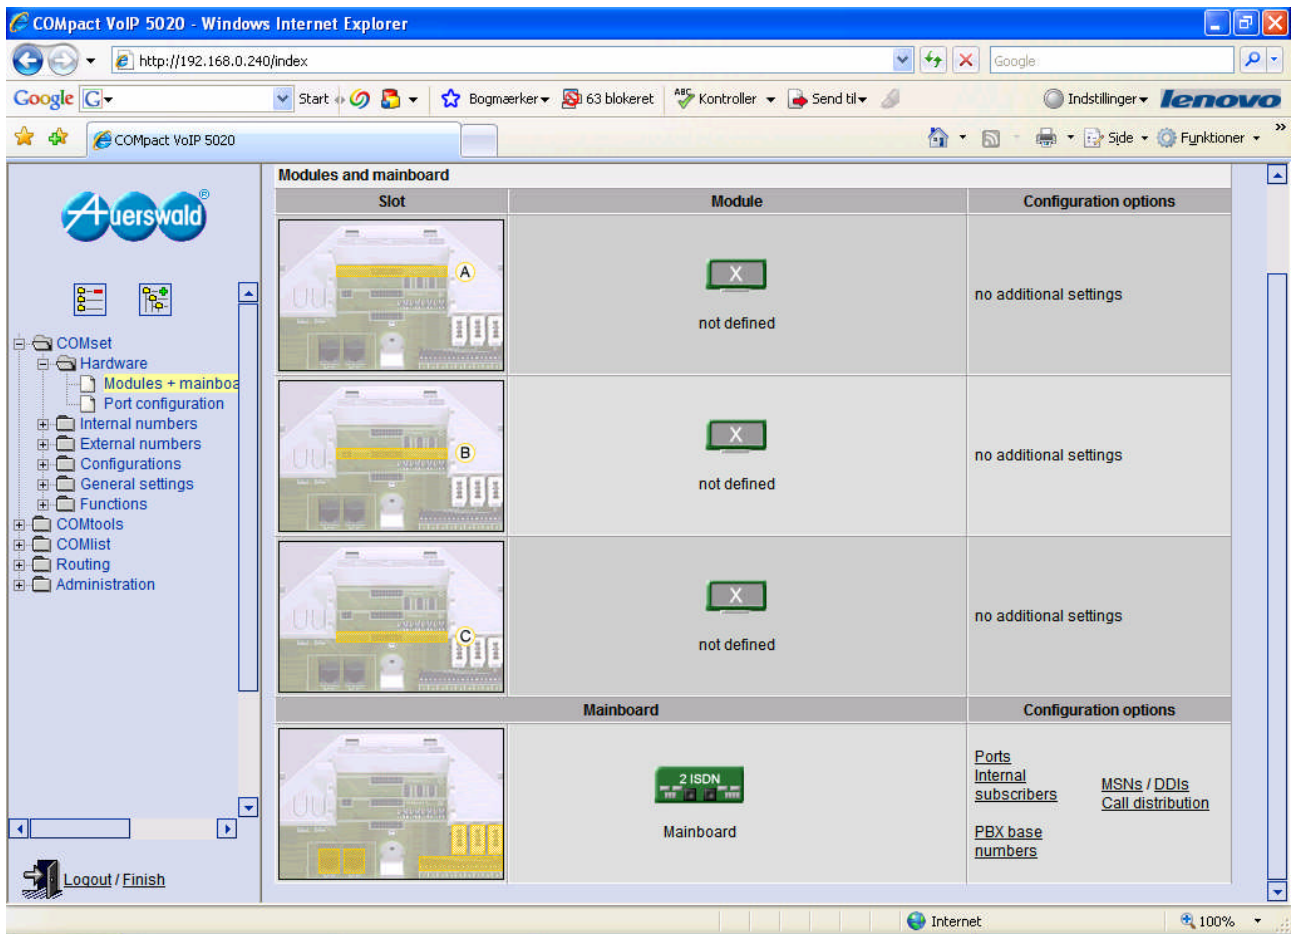 COMpact VoIP 5020 - Windows Internet Explorer
http://192.168.0.240/index
Google
Google G
Start
Bogmærker
63 blokeret
ABC Kontroller
Send til
Indstillinger
lenovo
COMpact VoIP 5020
Side
Funktioner
»
Auerswald®
COMset
Hardware
Modules + mainboa
Port configuration
Internal numbers
External numbers
Configurations
General settings
Functions
COMtools
COMlist
Routing
Administration
Logout / Finish
Modules and mainboard
Slot Module Configuration options
A
X
not defined
no additional settings
B
X
not defined
no additional settings
C
X
not defined
no additional settings
Mainboard Configuration options
2 ISDN
Mainboard
Ports
Internal
subscribers
PBX base
numbers
MSNs / DDIs
Call distribution
Internet
100%